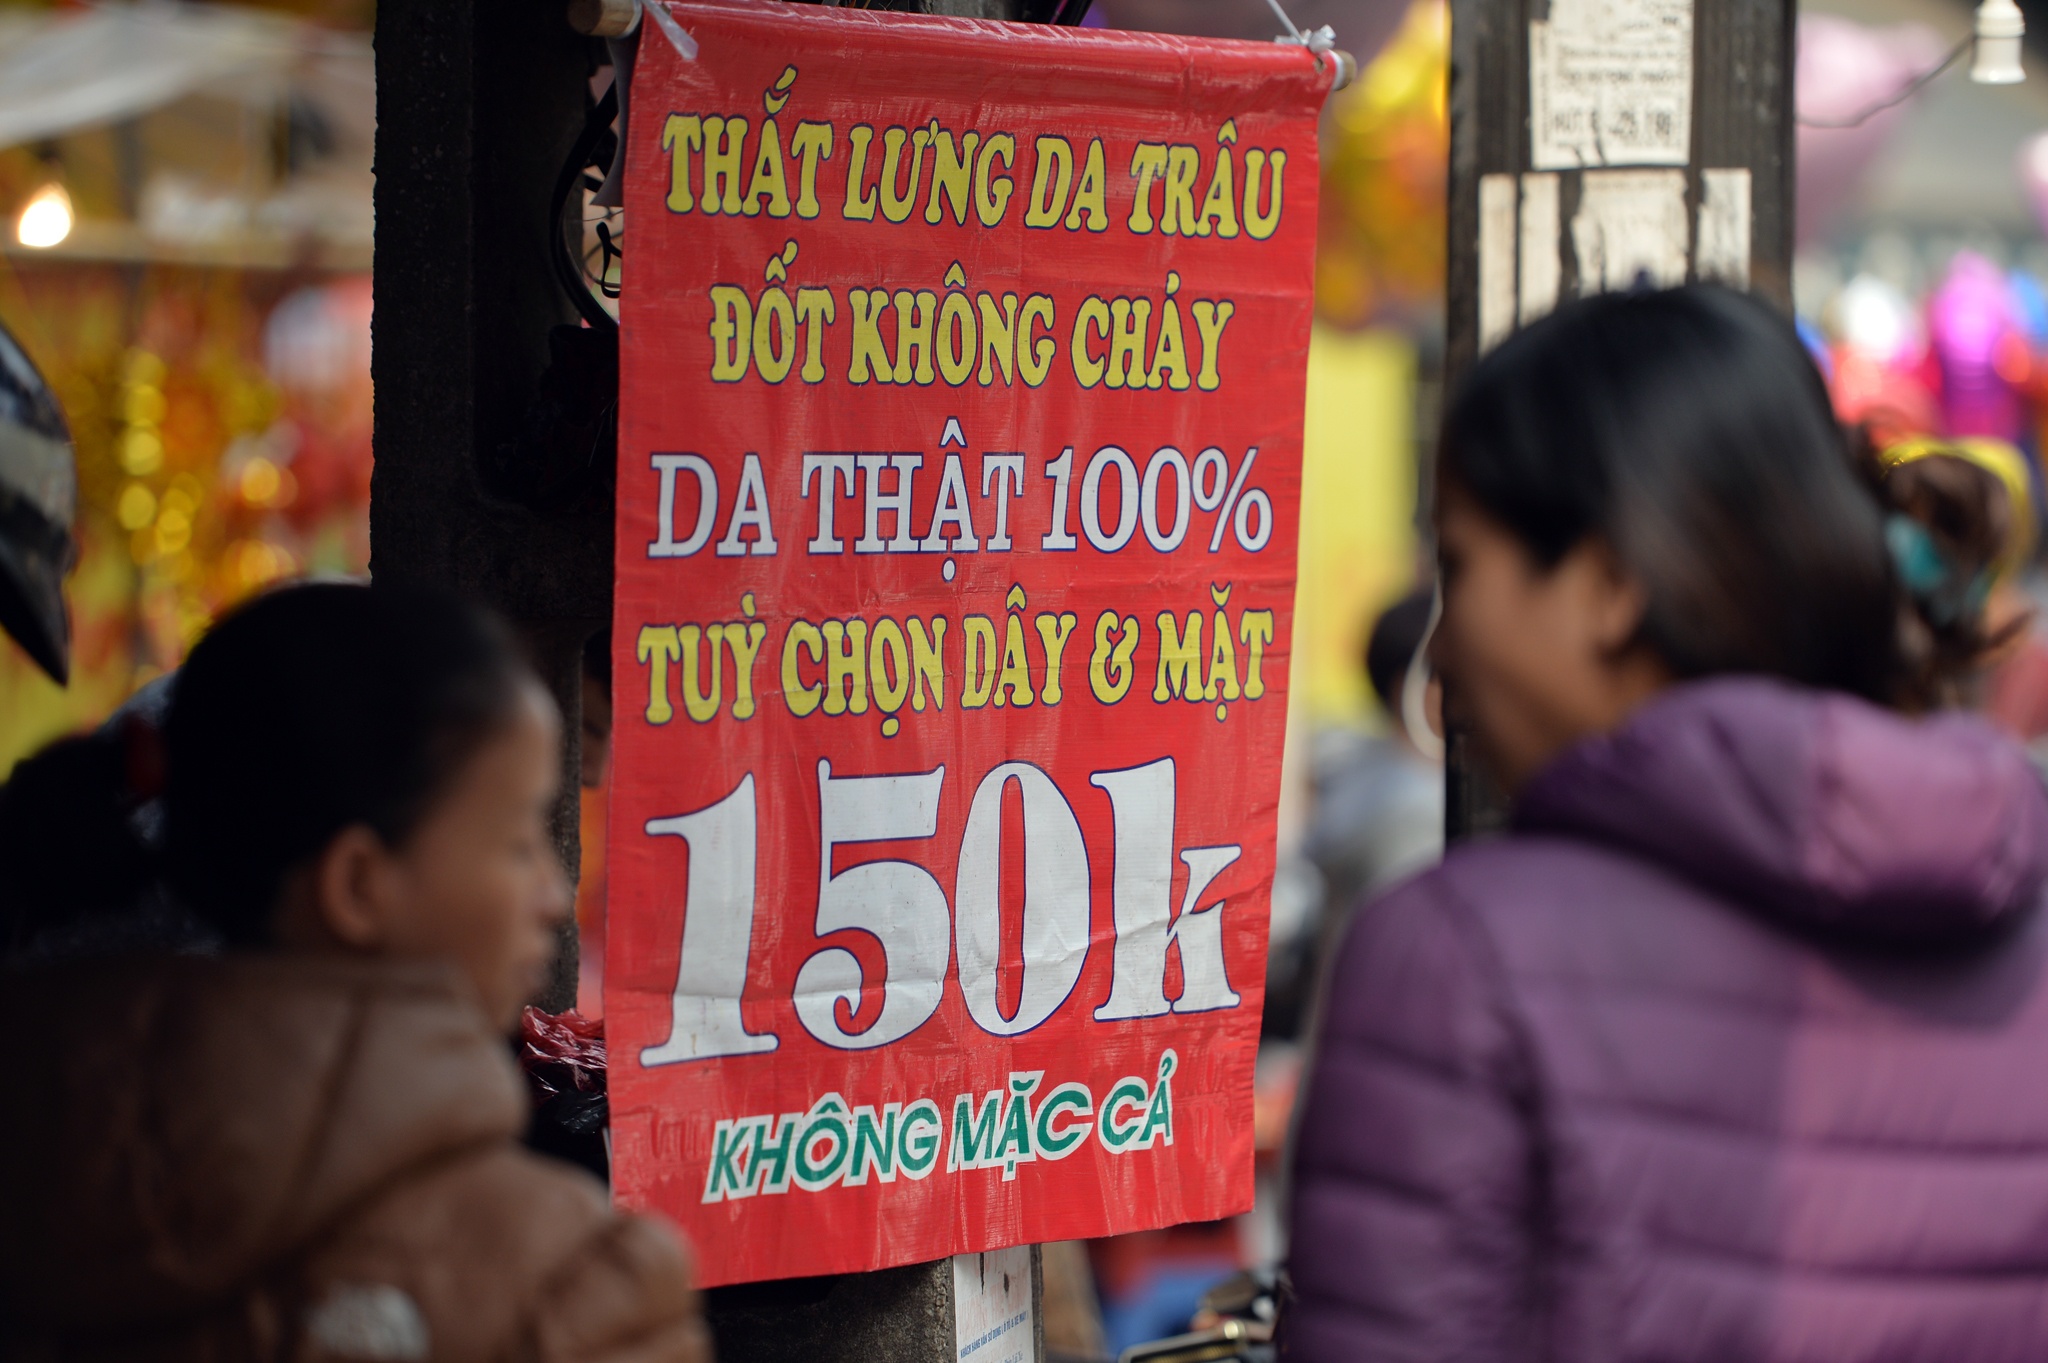 THẮT LƯNG DA TRÂU
ĐỐT KHÔNG CHÁY
DA THẬT 100%
TUỲ CHỌN DÂY & MẶT
150k
KHÔNG MẶC CẢ